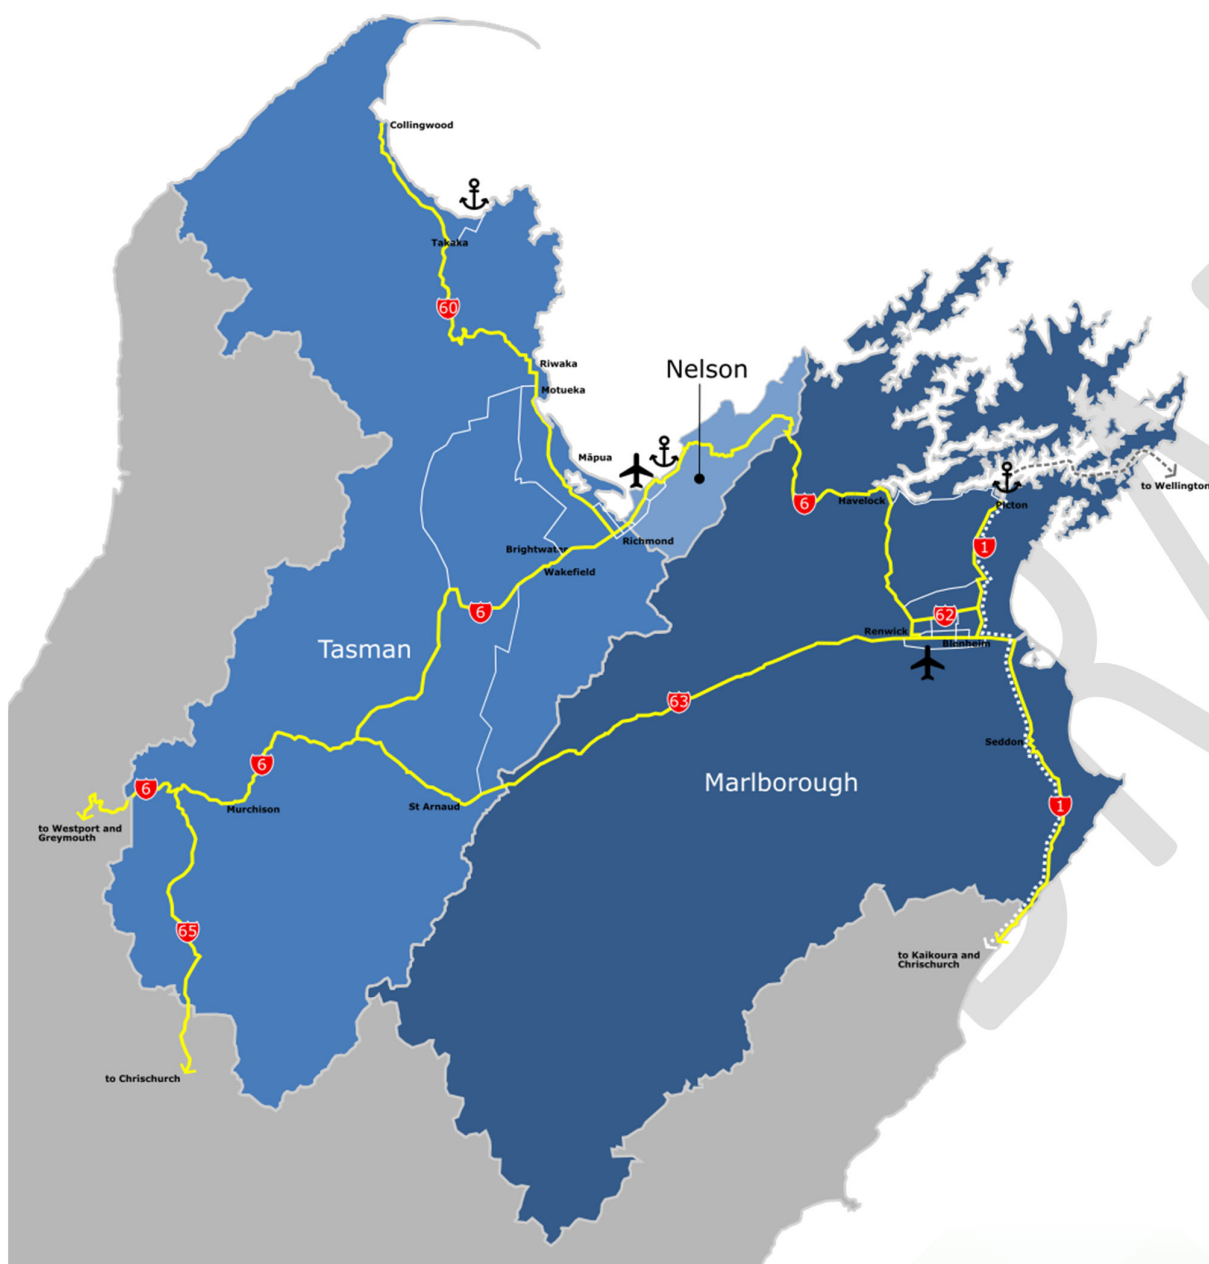 Collingwood
Takaka
60
Riwaka
Nelson
Motueka
Māpua
to Wellington
6
Havelock
Picton
Richmond
1
Brightwater
Wakefield
6
62
Renwick
Blenheim
Tasman
63
Seddon
6
Marlborough
6
Murchison
St Arnaud
1
to Westport and
Greymouth
65
to Kaikoura and
Chrischurch
to Chrischurch